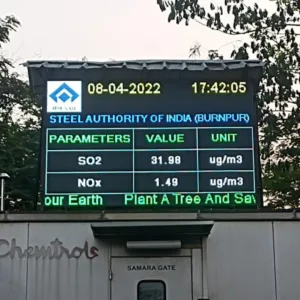 08-04-2022 17:42:05
STEEL AUTHORITY OF INDIA (BURNPUR)
PARAMETERS VALUE UNIT
SO2 31.98 ug/m3
NOx 1.49 ug/m3
our Earth Plant A Tree And Sav
Chemtrols
SAMARA GATE